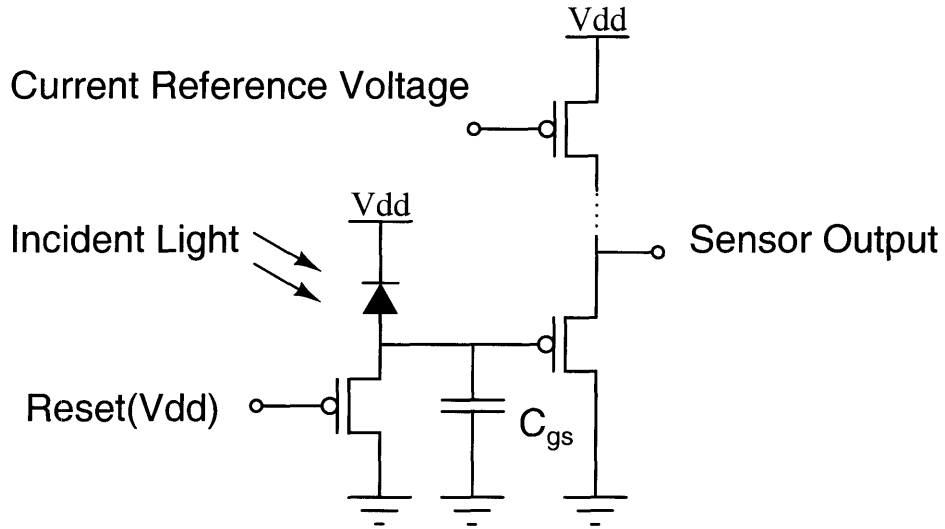 Vdd
Current Reference Voltage
Vdd
Incident Light
Sensor Output
Reset(Vdd)
Cgs